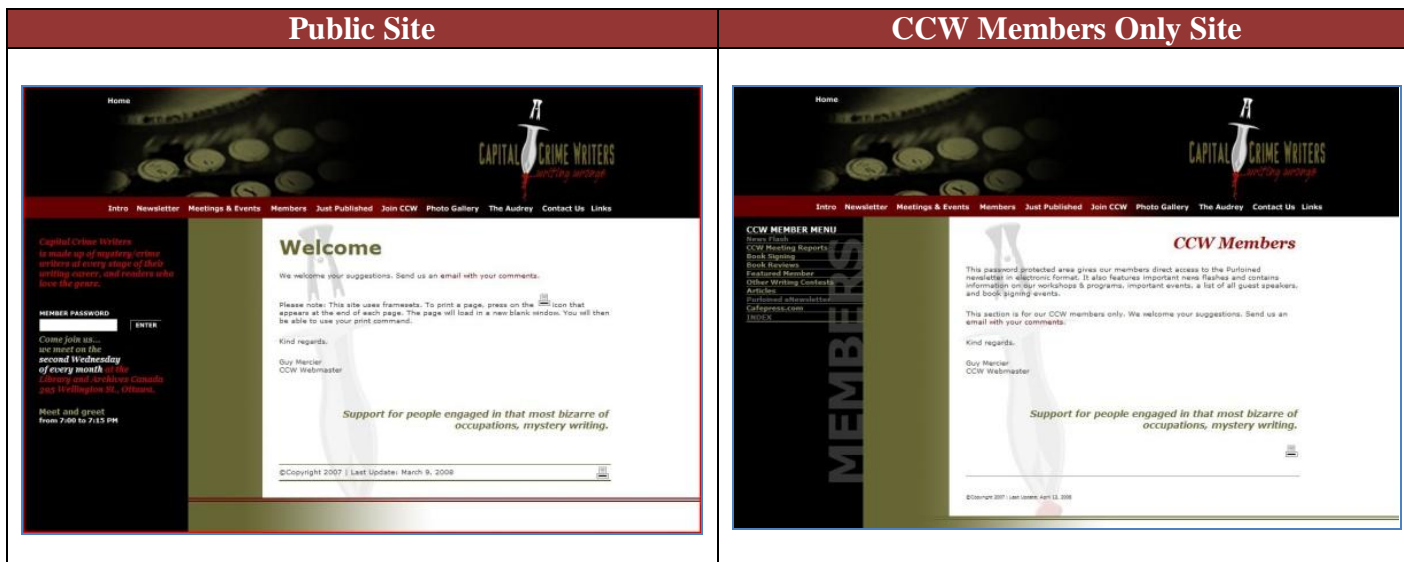 Public Site
CCW Members Only Site
Home
CAPITAL CRIME WRITERS
writing wrongs
Intro Newsletter Meetings & Events Members Just Published Join CCW Photo Gallery The Audrey Contact Us Links
Capital Crime Writers
is made up of mystery/crime
writers at every stage of their
writing career, and readers who
love the genre.
MEMBER PASSWORD
ENTER
Come join us...
we meet on the
second Wednesday
of every month at the
Library and Archives Canada
395 Wellington St., Ottawa.
Meet and greet
from 7:00 to 7:15 PM
Welcome
We welcome your suggestions. Send us an email with your comments.
Please note: This site uses framesets. To print a page, press on the icon that
appears at the end of each page. The page will load in a new blank window. You will then
be able to use your print command.
Kind regards.
Guy Mercier
CCW Webmaster
Support for people engaged in that most bizarre of
occupations, mystery writing.
©Copyright 2007 | Last Update: March 9, 2008
Home
CAPITAL CRIME WRITERS
writing wrongs
Intro Newsletter Meetings & Events Members Just Published Join CCW Photo Gallery The Audrey Contact Us Links
CCW MEMBER MENU
News Flash
CCW Meeting Reports
Book Signing
Book Reviews
Featured Member
Other Writing Contests
Articles
Purloined eNewsletter
Cafepress.com
INDEX
MEMBERS
CCW Members
This password protected area gives our members direct access to the Purloined
newsletter in electronic format. It also features important news flashes and contains
information on our workshops & programs, important events, a list of all guest speakers,
and book signing events.
This section is for our CCW members only. We welcome your suggestions. Send us an
email with your comments.
Kind regards.
Guy Mercier
CCW Webmaster
Support for people engaged in that most bizarre of
occupations, mystery writing.
©Copyright 2007 | Last Update: April 13, 2008